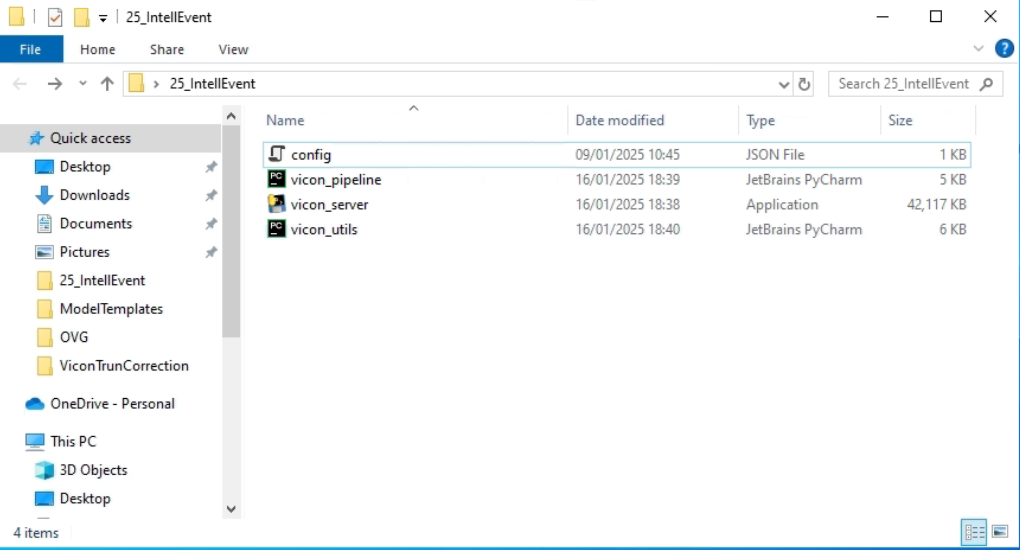 25_IntellEvent
File Home Share View
25_IntellEvent Search 25_IntellEvent
Name Date modified Type Size
Quick access
Desktop
Downloads
Documents
Pictures
25_IntellEvent
ModelTemplates
OVG
ViconTrunCorrection
OneDrive - Personal
This PC
3D Objects
Desktop
config 09/01/2025 10:45 JSON File 1 KB
vicon_pipeline 16/01/2025 18:39 JetBrains PyCharm 5 KB
vicon_server 16/01/2025 18:38 Application 42,117 KB
vicon_utils 16/01/2025 18:40 JetBrains PyCharm 6 KB
4 items